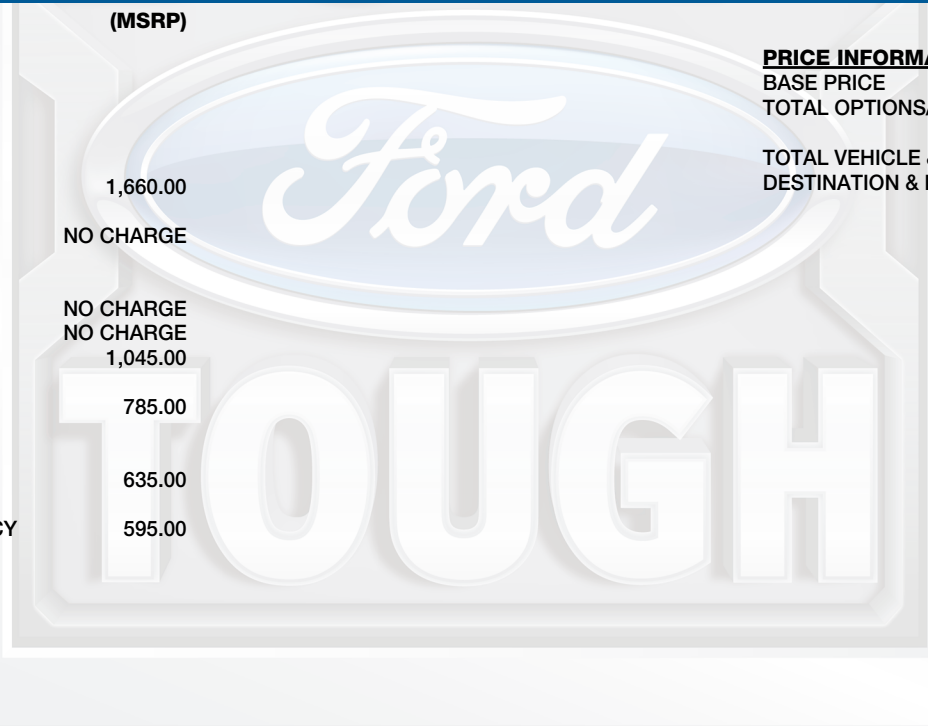 (MSRP)
1,660.00
NO CHARGE
NO CHARGE
NO CHARGE
1,045.00
785.00
635.00
CY 595.00
PRICE INFORMA
BASE PRICE
TOTAL OPTIONS
TOTAL VEHICLE
DESTINATION &
Ford
TOUGH